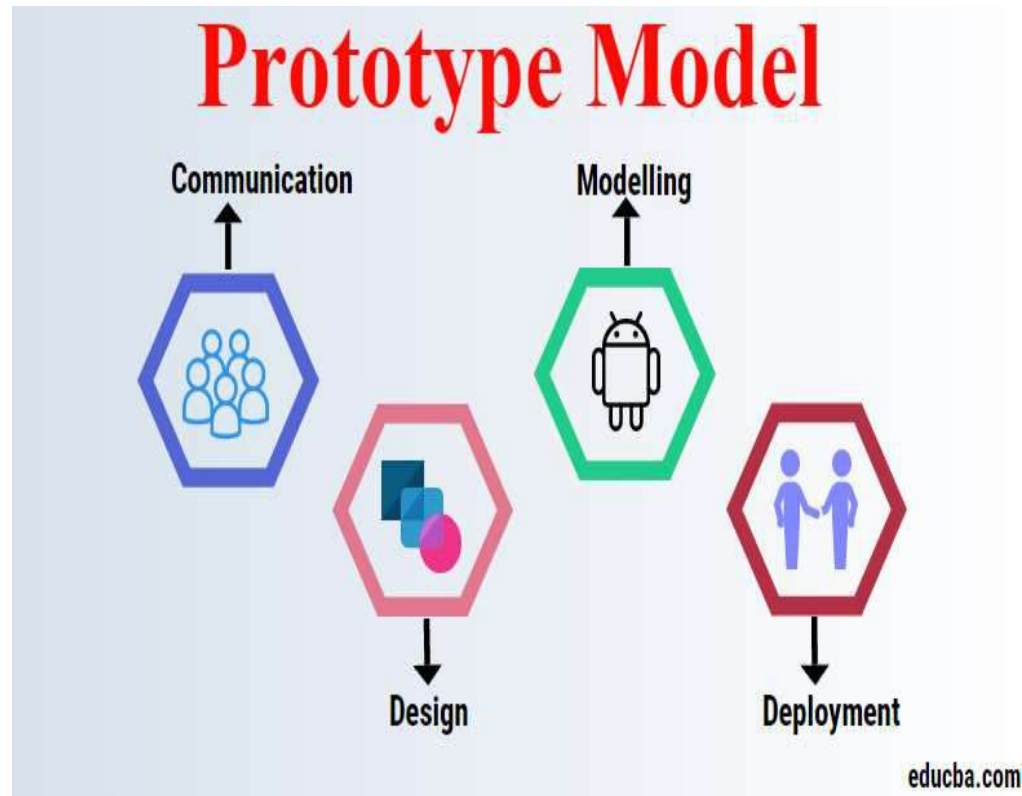 Prototype Model
Communication
Modelling
Design
Deployment
educba.com